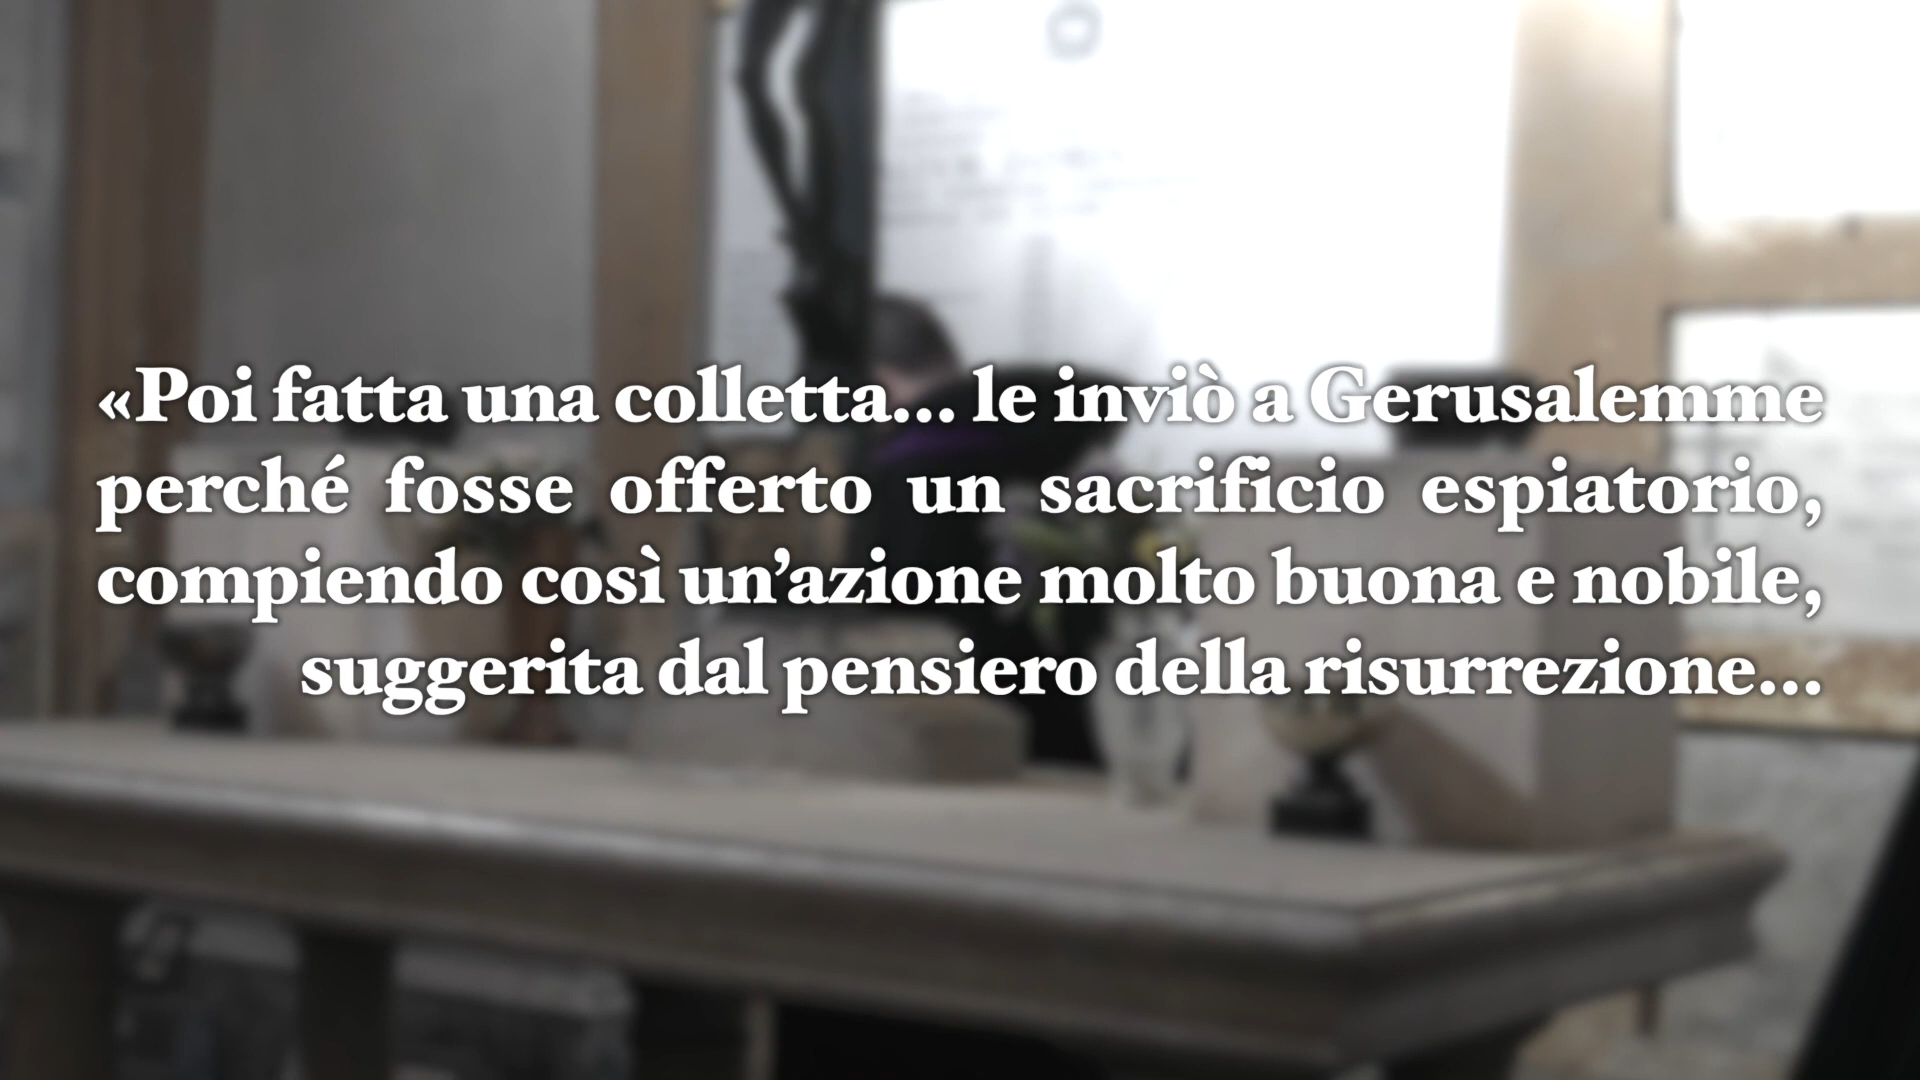 «Poi fatta una colletta... le inviò a Gerusalemme
perché fosse offerto un sacrificio espiatorio,
compiendo così un’azione molto buona e nobile,
suggerita dal pensiero della risurrezione...